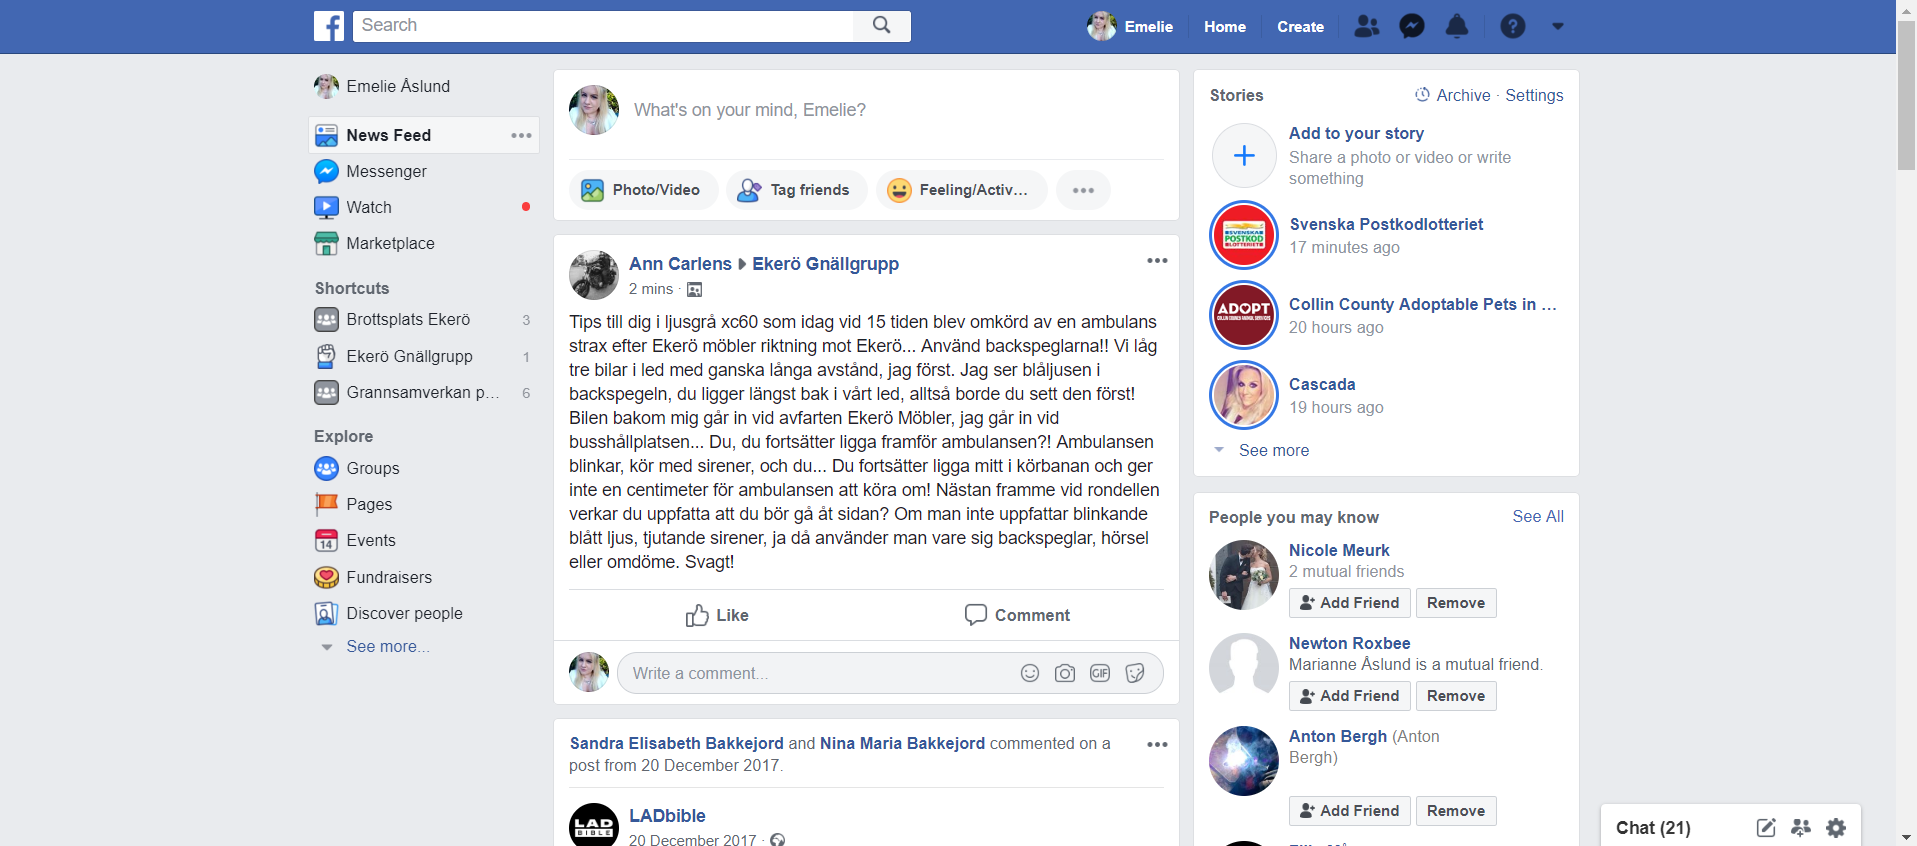 Search
Emelie
Home
Create
Emelie Åslund
News Feed
Messenger
Watch
Marketplace
Shortcuts
Brottsplats Ekerö 3
Ekerö Gnällgrupp 1
Grannsamverkan p... 6
Explore
Groups
Pages
14
Events
Fundraisers
Discover people
See more...
What's on your mind, Emelie?
Photo/Video
Tag friends
Feeling/Activ...
Ann Carlens Ekerö Gnällgrupp
2 mins ·
Tips till dig i ljusgrå xc60 som idag vid 15 tiden blev omkörd av en ambulans
strax efter Ekerö möbler riktning mot Ekerö... Använd backspeglarna!! Vi låg
tre bilar i led med ganska långa avstånd, jag först. Jag ser blåljusen i
backspegeln, du ligger längst bak i vårt led, alltså borde du sett den först!
Bilen bakom mig går in vid avfarten Ekerö Möbler, jag går in vid
busshållplatsen... Du, du fortsätter ligga framför ambulansen?! Ambulansen
blinkar, kör med sirener, och du... Du fortsätter ligga mitt i körbanan och ger
inte en centimeter för ambulansen att köra om! Nästan framme vid rondellen
verkar du uppfatta att du bör gå åt sidan? Om man inte uppfattar blinkande
blått ljus, tjutande sirener, ja då använder man vare sig backspeglar, hörsel
eller omdöme. Svagt!
Like
Comment
Write a comment...
GIF
Sandra Elisabeth Bakkejord and Nina Maria Bakkejord commented on a
post from 20 December 2017.
LAD
BIBLE
LADbible
20 December 2017 ·
Stories
Archive · Settings
Add to your story
Share a photo or video or write
something
SVENSKA
POSTKOD
LOTTERIET
Svenska Postkodlotteriet
17 minutes ago
ADOPT
Collin County Adoptable Pets in ...
20 hours ago
Cascada
19 hours ago
See more
People you may know
See All
Nicole Meurk
2 mutual friends
Add Friend
Remove
Newton Roxbee
Marianne Åslund is a mutual friend.
Add Friend
Remove
Anton Bergh (Anton
Bergh)
Add Friend
Remove
Chat (21)